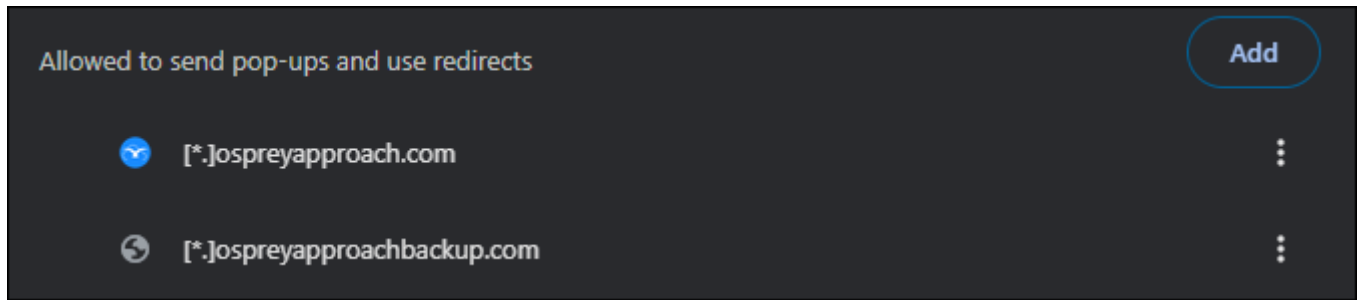 Allowed to send pop-ups and use redirects
Add
[*.]ospreyapproach.com
[*.]ospreyapproachbackup.com